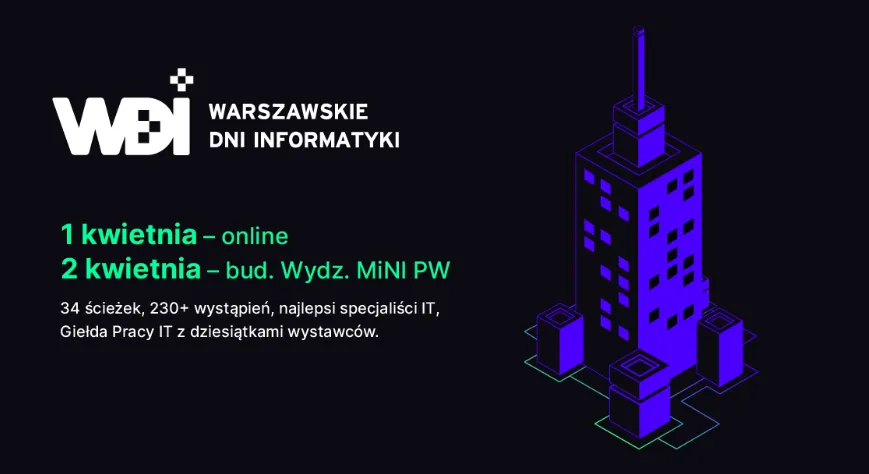 WDI
WARSZAWSKIE
DNI INFORMATYKI
1 kwietnia – online
2 kwietnia – bud. Wydz. MiNI PW
34 ścieżek, 230+ wystąpień, najlepsi specjaliści IT,
Giełda Pracy IT z dziesiątkami wystawców.